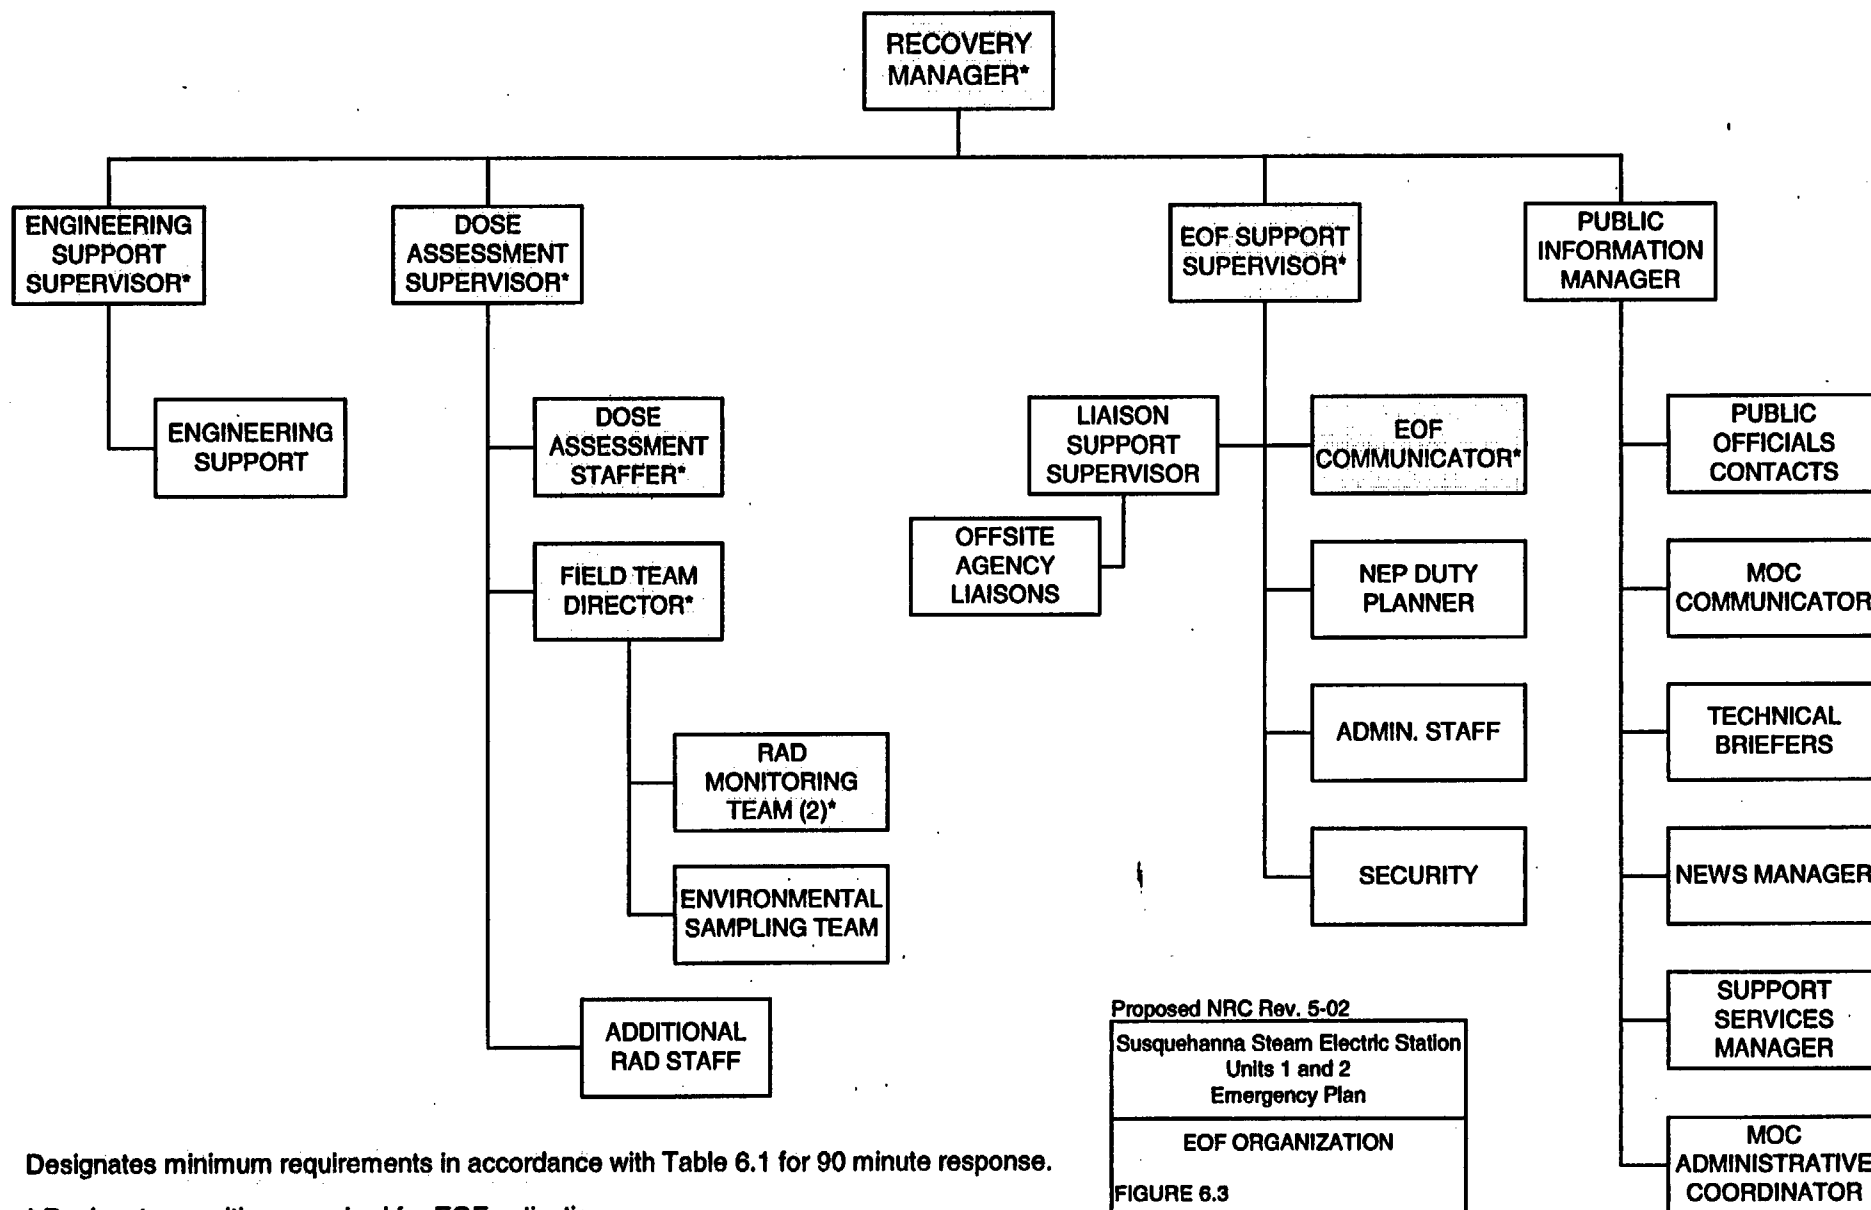 RECOVERY
MANAGER*
ENGINEERING
SUPPORT
SUPERVISOR*
DOSE
ASSESSMENT
SUPERVISOR*
EOF SUPPORT
SUPERVISOR*
PUBLIC
INFORMATION
MANAGER
ENGINEERING
SUPPORT
DOSE
ASSESSMENT
STAFFER*
FIELD TEAM
DIRECTOR*
RAD
MONITORING
TEAM (2)*
ENVIRONMENTAL
SAMPLING TEAM
ADDITIONAL
RAD STAFF
LIAISON
SUPPORT
SUPERVISOR
OFFSITE
AGENCY
LIAISONS
EOF
COMMUNICATOR*
NEP DUTY
PLANNER
ADMIN. STAFF
SECURITY
PUBLIC
OFFICIALS
CONTACTS
MOC
COMMUNICATOR
TECHNICAL
BRIEFERS
NEWS MANAGER
SUPPORT
SERVICES
MANAGER
MOC
ADMINISTRATIVE
COORDINATOR
Proposed NRC Rev. 5-02
Susquehanna Steam Electric Station
Units 1 and 2
Emergency Plan
EOF ORGANIZATION
FIGURE 6.3
Designates minimum requirements in accordance with Table 6.1 for 90 minute response.